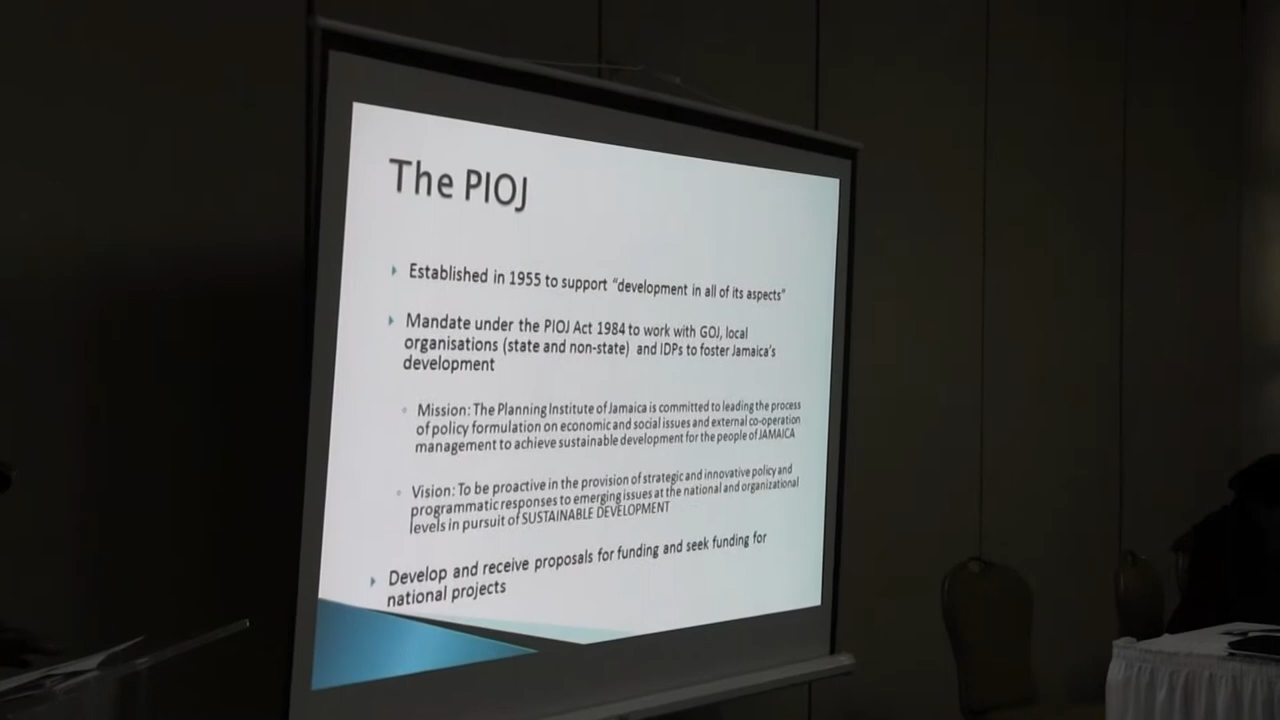 The PIOJ
Established in 1955 to support “development in all of its aspects”
Mandate under the PIOJ Act 1984 to work with GOJ, local
organisations (state and non-state) and IDPs to foster Jamaica’s
development
Mission: The Planning Institute of Jamaica is committed to leading the process
of policy formulation on economic and social issues and external co-operation
management to achieve sustainable development for the people of JAMAICA
Vision: To be proactive in the provision of strategic and innovative policy and
programmatic responses to emerging issues at the national and organizational
levels in pursuit of SUSTAINABLE DEVELOPMENT
Develop and receive proposals for funding and seek funding for
national projects